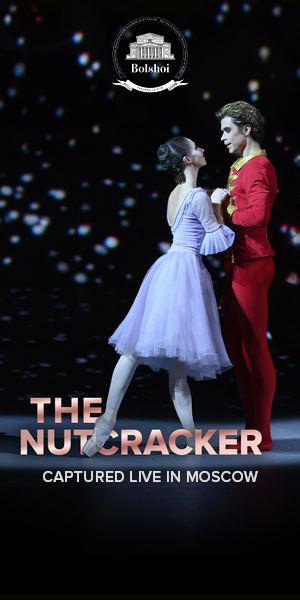 Bolshoi
THE
NUTCRACKER
CAPTURED LIVE IN MOSCOW